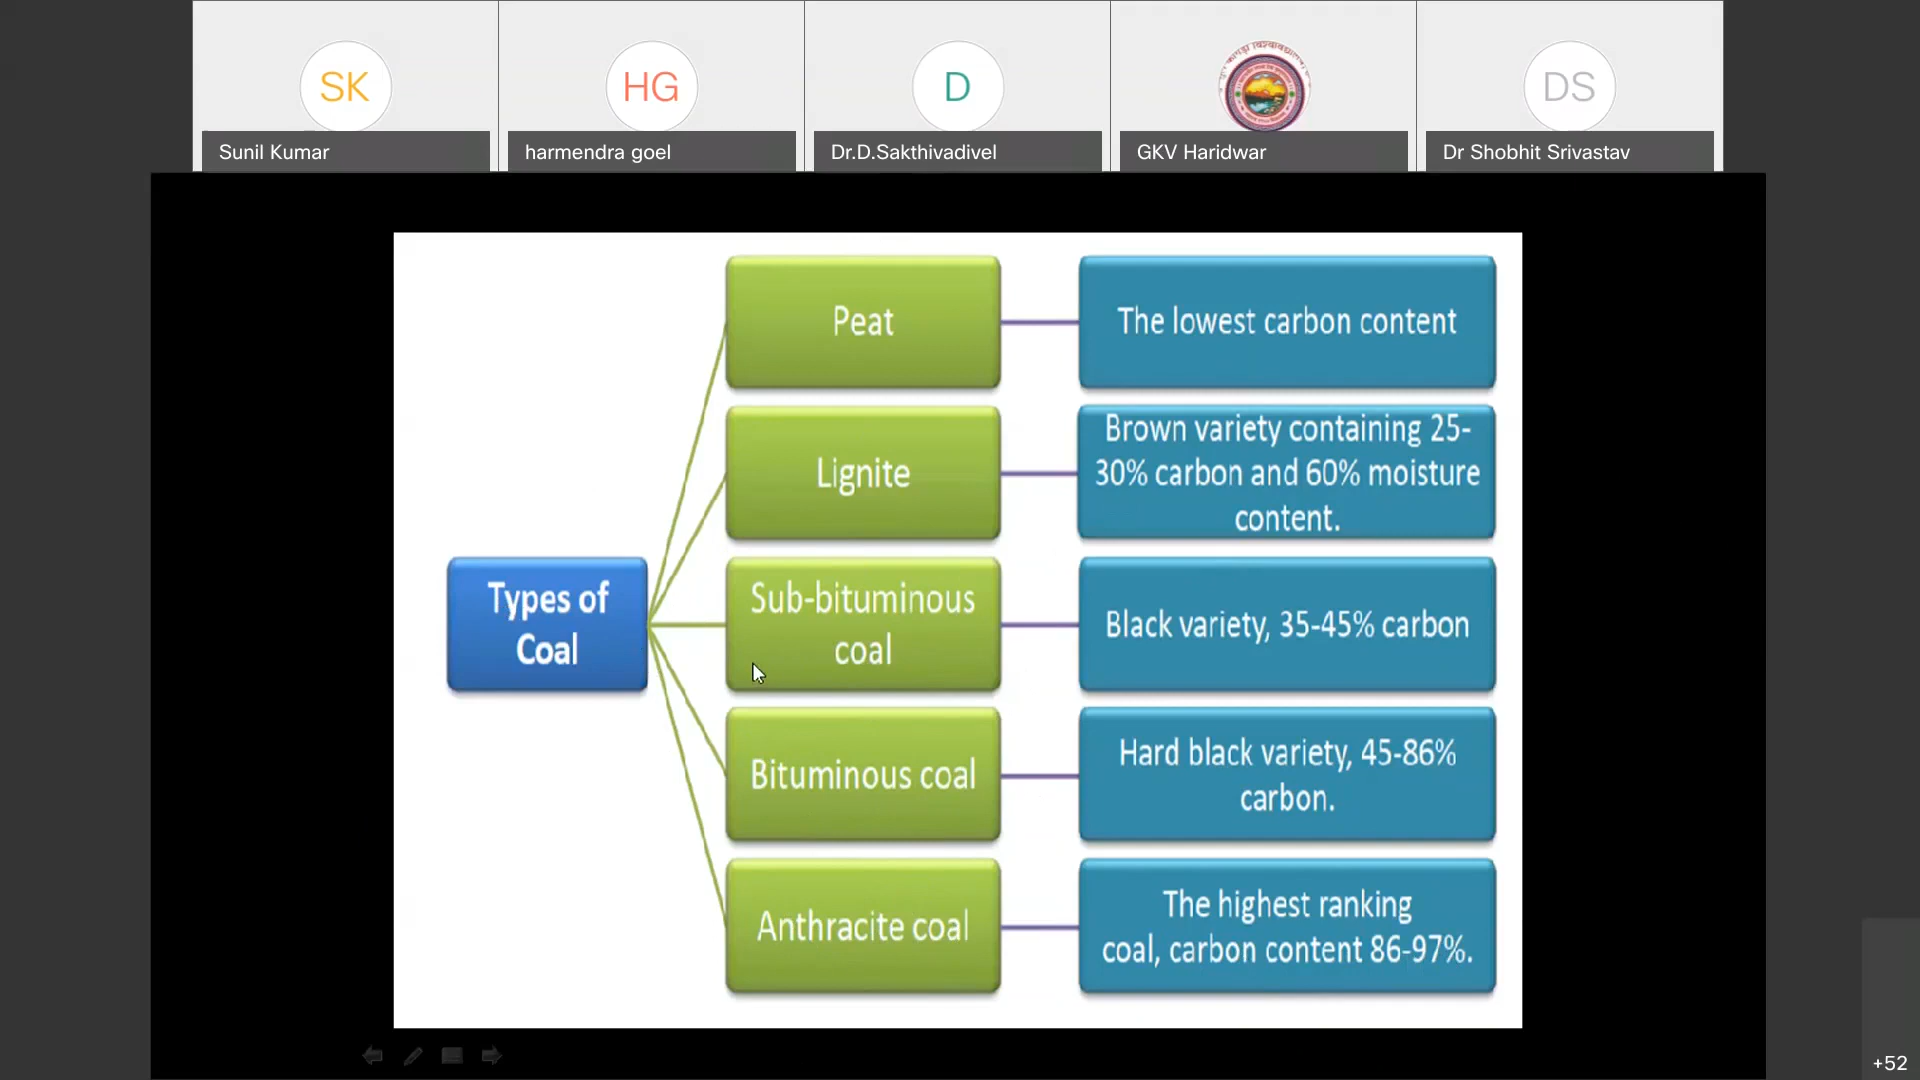 SK
HG
D
DS
Sunil Kumar
harmendra goel
Dr.D.Sakthivadivel
GKV Haridwar
Dr Shobhit Srivastav
Types of
Coal
Peat
The lowest carbon content
Lignite
Brown variety containing 25-
30% carbon and 60% moisture
content.
Sub-bituminous
coal
Black variety, 35-45% carbon
Bituminous coal
Hard black variety, 45-86%
carbon.
Anthracite coal
The highest ranking
coal, carbon content 86-97%.
+52